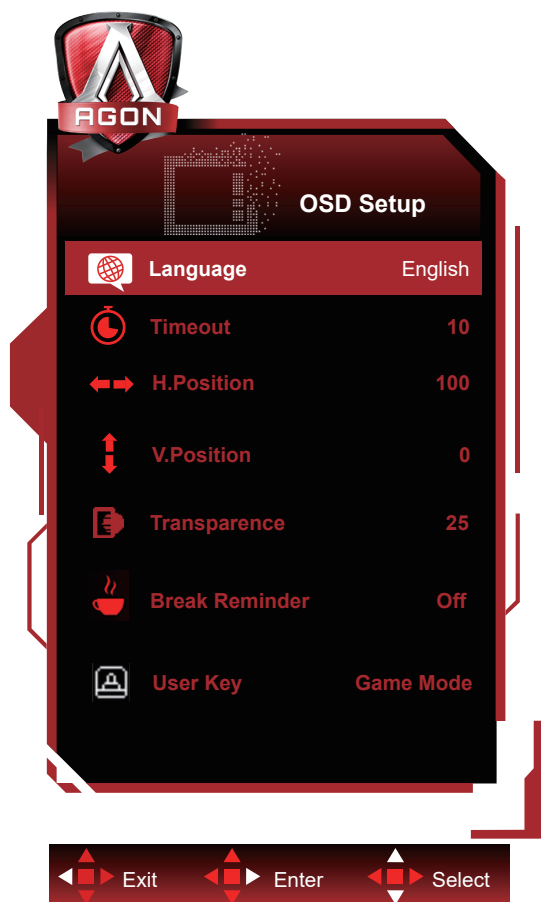 AGON
OSD Setup
Language English
Timeout 10
H.Position 100
V.Position 0
Transparence 25
Break Reminder Off
User Key Game Mode
Exit Enter Select